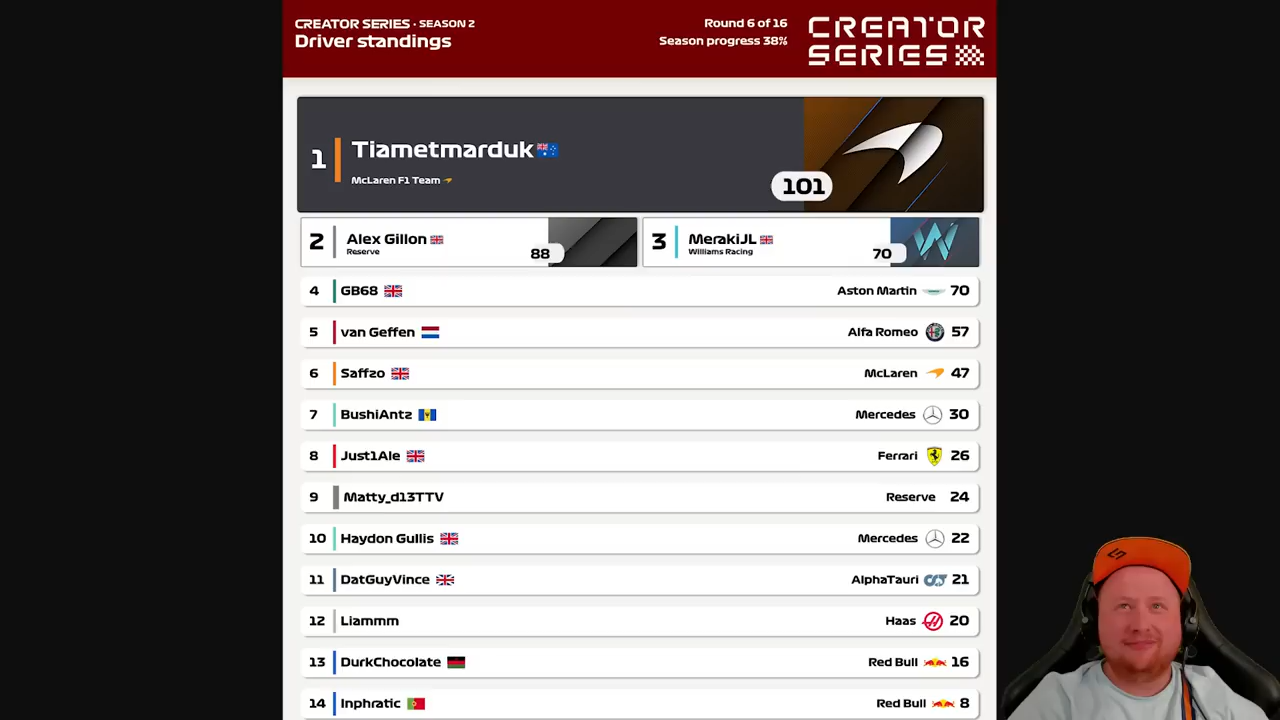 CREATOR SERIES · SEASON 2
Driver standings
Round 6 of 16
Season progress 38%
CREATOR
SERIES
1 Tiametmarduk
McLaren F1 Team
101
2 Alex Gillon
Reserve
88
3 MerakiJL
Williams Racing
70
4 GB68 Aston Martin 70
5 van Geffen Alfa Romeo 57
6 Saffzo McLaren 47
7 BushiAntz Mercedes 30
8 Just1Ale Ferrari 26
9 Matty_d13TTV Reserve 24
10 Haydon Gullis Mercedes 22
11 DatGuyVince AlphaTauri 21
12 Liammm Haas 20
13 DurkChocolate Red Bull 16
14 Inphratic Red Bull 8